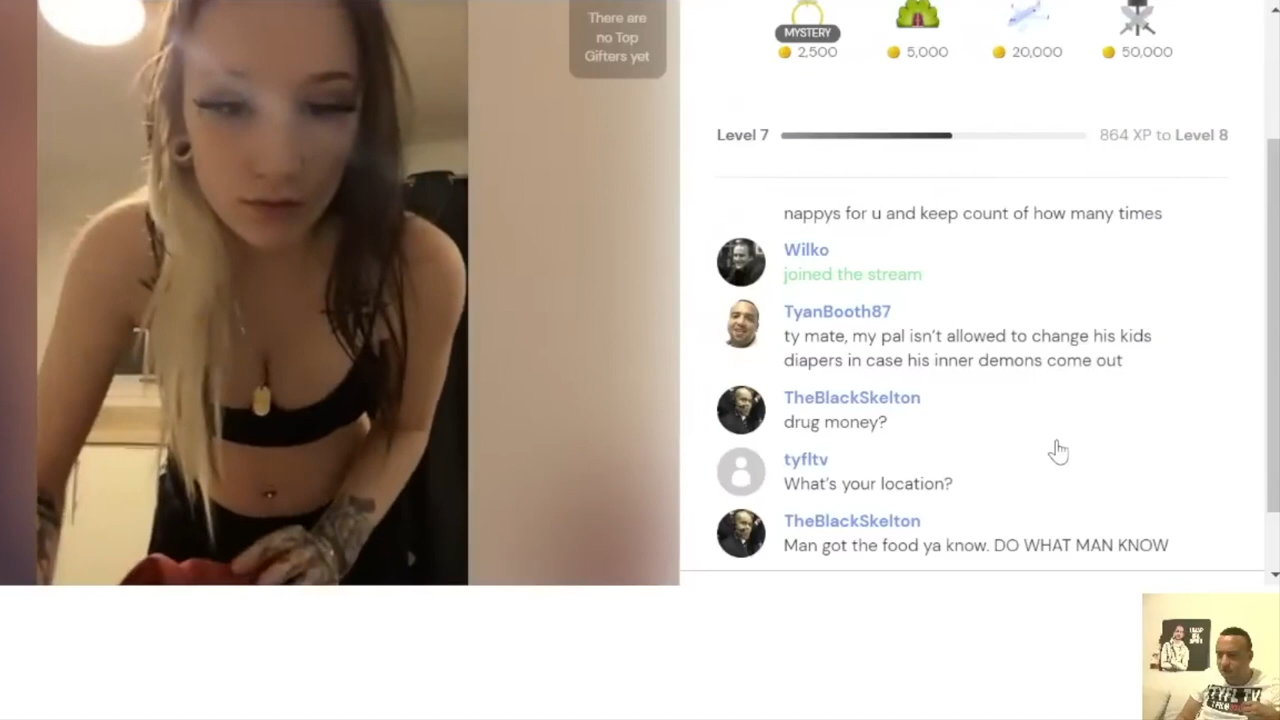 There are
no Top
Gifters yet
MYSTERY
2,500
5,000
20,000
50,000
Level 7
864 XP to Level 8
nappys for u and keep count of how many times
Wilko
joined the stream
TyanBooth87
ty mate, my pal isn't allowed to change his kids
diapers in case his inner demons come out
TheBlackSkelton
drug money?
tyfltv
What's your location?
TheBlackSkelton
Man got the food ya know. DO WHAT MAN KNOW